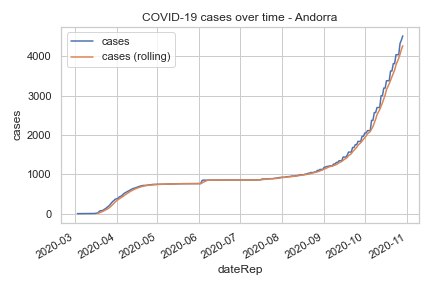 COVID-19 cases over time - Andorra
cases
cases (rolling)
4000
3000
2000
1000
0
cases
2020-03
2020-04
2020-05
2020-06
2020-07
2020-08
2020-09
2020-10
2020-11
dateRep